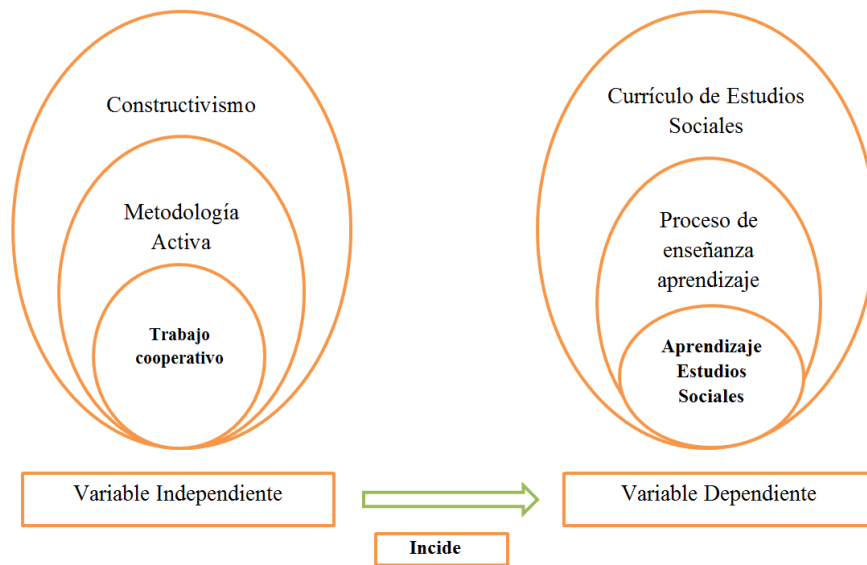 Constructivismo
Metodología
Activa
Trabajo
cooperativo
Currículo de Estudios
Sociales
Proceso de
enseñanza
aprendizaje
Aprendizaje
Estudios
Sociales
Variable Independiente
Incide
Variable Dependiente